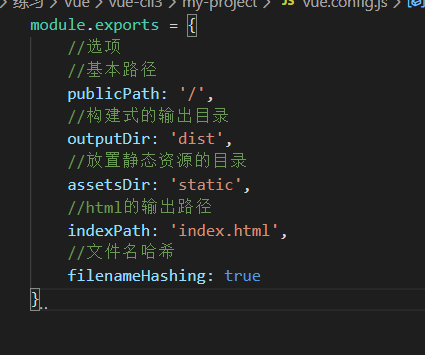 练习 > vue > vue-cli3 > my-project > JS vue.config.js >
module.exports = {
//选项
//基本路径
publicPath: '/',
//构建式的输出目录
outputDir: 'dist',
//放置静态资源的目录
assetsDir: 'static',
//html的输出路径
indexPath: 'index.html',
//文件名哈希
filenameHashing: true
}..